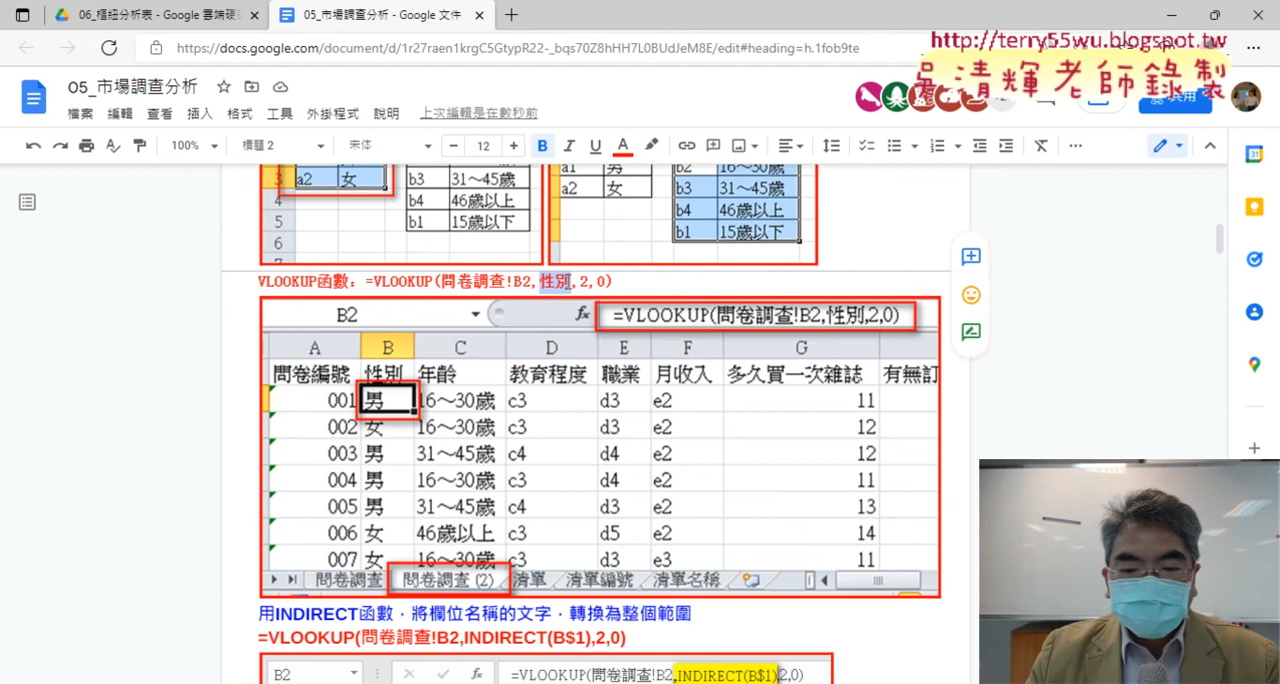 06_樞紐分析表 - Google 雲端硬
05_市場調查分析 - Google 文件
https://docs.google.com/document/d/1r27raen1krgC5GtypR22-_bqs70Z8hHH7L0BUdJeM8E/edit#heading=h.1fob9te
http://terry55wu.blogspot.tw
吳清輝老師錄製
05_市場調查分析
檔案 編輯 查看 插入 格式 工具 外掛程式 說明 上次編輯是在數秒前
共用
100% 標題 2 宋体 12 B I U A
3 a2 女 b3 31～45歲
4 b4 46歲以上
5 b1 15歲以下
6
7
a1 男 b2 16～30歲
a2 女 b3 31～45歲
b4 46歲以上
b1 15歲以下
VLOOKUP函數：=VLOOKUP(問卷調查!B2,性別,2,0)
B2 fx =VLOOKUP(問卷調查!B2,性別,2,0)
A B C D E F G
問卷編號 性別 年齡 教育程度 職業 月收入 多久買一次雜誌 有無訂
001 男 16～30歲 c3 d3 e2 11
002 女 16～30歲 c3 d3 e2 12
003 男 31～45歲 c4 d4 e2 12
004 男 16～30歲 c3 d4 e2 11
005 男 31～45歲 c4 d3 e2 13
006 女 46歲以上 c3 d5 e2 14
007 女 16～30歲 c3 d3 e3 11
問卷調查 問卷調查 (2) 清單 清單編號 清單名稱
用INDIRECT函數，將欄位名稱的文字，轉換為整個範圍
=VLOOKUP(問卷調查!B2,INDIRECT(B$1),2,0)
B2 fx =VLOOKUP(問卷調查!B2,INDIRECT(B$1),2,0)